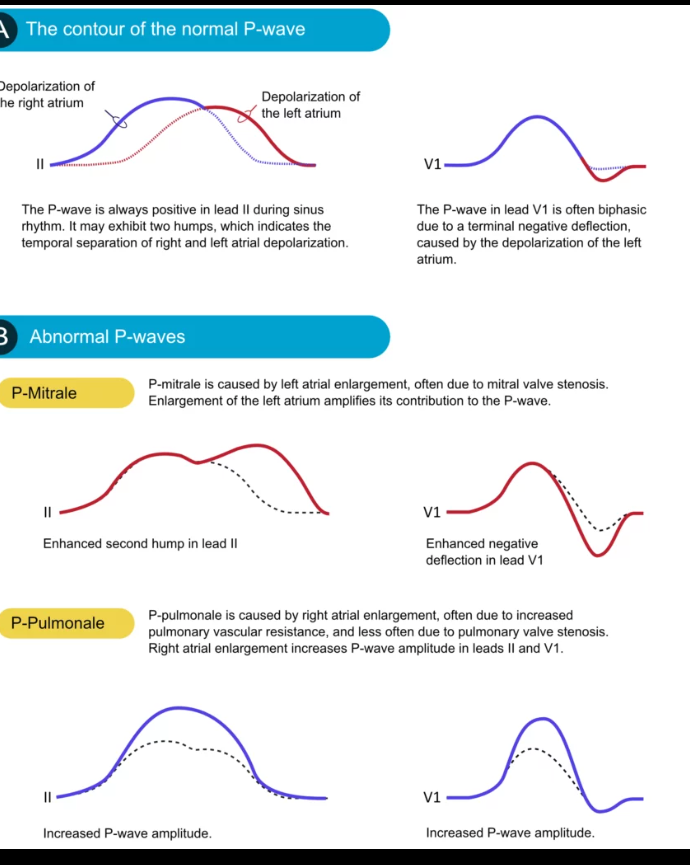 A The contour of the normal P-wave
Depolarization of
the right atrium
Depolarization of
the left atrium
II
V1
The P-wave is always positive in lead II during sinus
rhythm. It may exhibit two humps, which indicates the
temporal separation of right and left atrial depolarization.
The P-wave in lead V1 is often biphasic
due to a terminal negative deflection,
caused by the depolarization of the left
atrium.
B Abnormal P-waves
P-Mitrale
P-mitrale is caused by left atrial enlargement, often due to mitral valve stenosis.
Enlargement of the left atrium amplifies its contribution to the P-wave.
II
V1
Enhanced second hump in lead II
Enhanced negative
deflection in lead V1
P-Pulmonale
P-pulmonale is caused by right atrial enlargement, often due to increased
pulmonary vascular resistance, and less often due to pulmonary valve stenosis.
Right atrial enlargement increases P-wave amplitude in leads II and V1.
II
V1
Increased P-wave amplitude.
Increased P-wave amplitude.